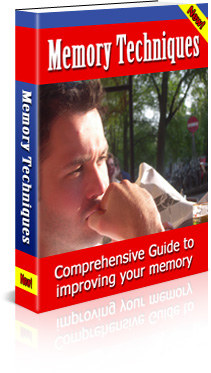 New!
Memory Techniques
Memory Techniques
Comprehensive Guide to
improving your memory
New!